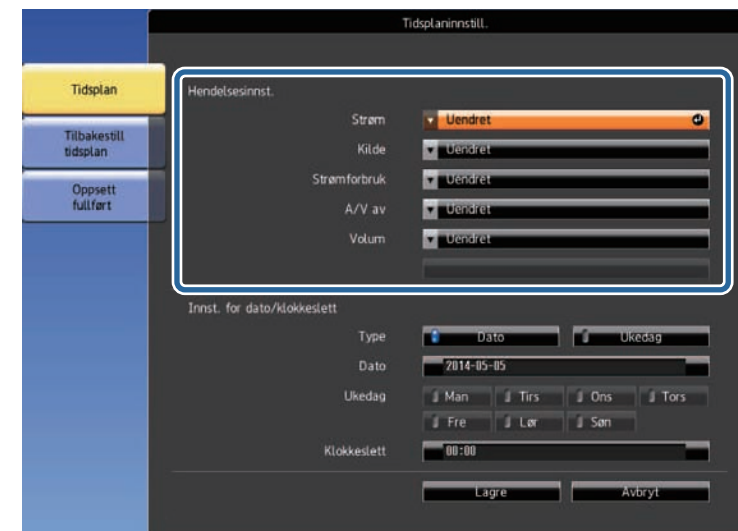 Tidsplaninnstill.
Tidsplan
Tilbakestill
tidsplan
Oppsett
fullført
Hendelsesinnst.
Strøm Uendret
Kilde Uendret
Strømforbruk Uendret
A/V av Uendret
Volum Uendret
Innst. for dato/klokkeslett
Type Dato Ukedag
Dato 2014-05-05
Ukedag Man Tirs Ons Tors
Fre Lør Søn
Klokkeslett 00:00
Lagre Avbryt